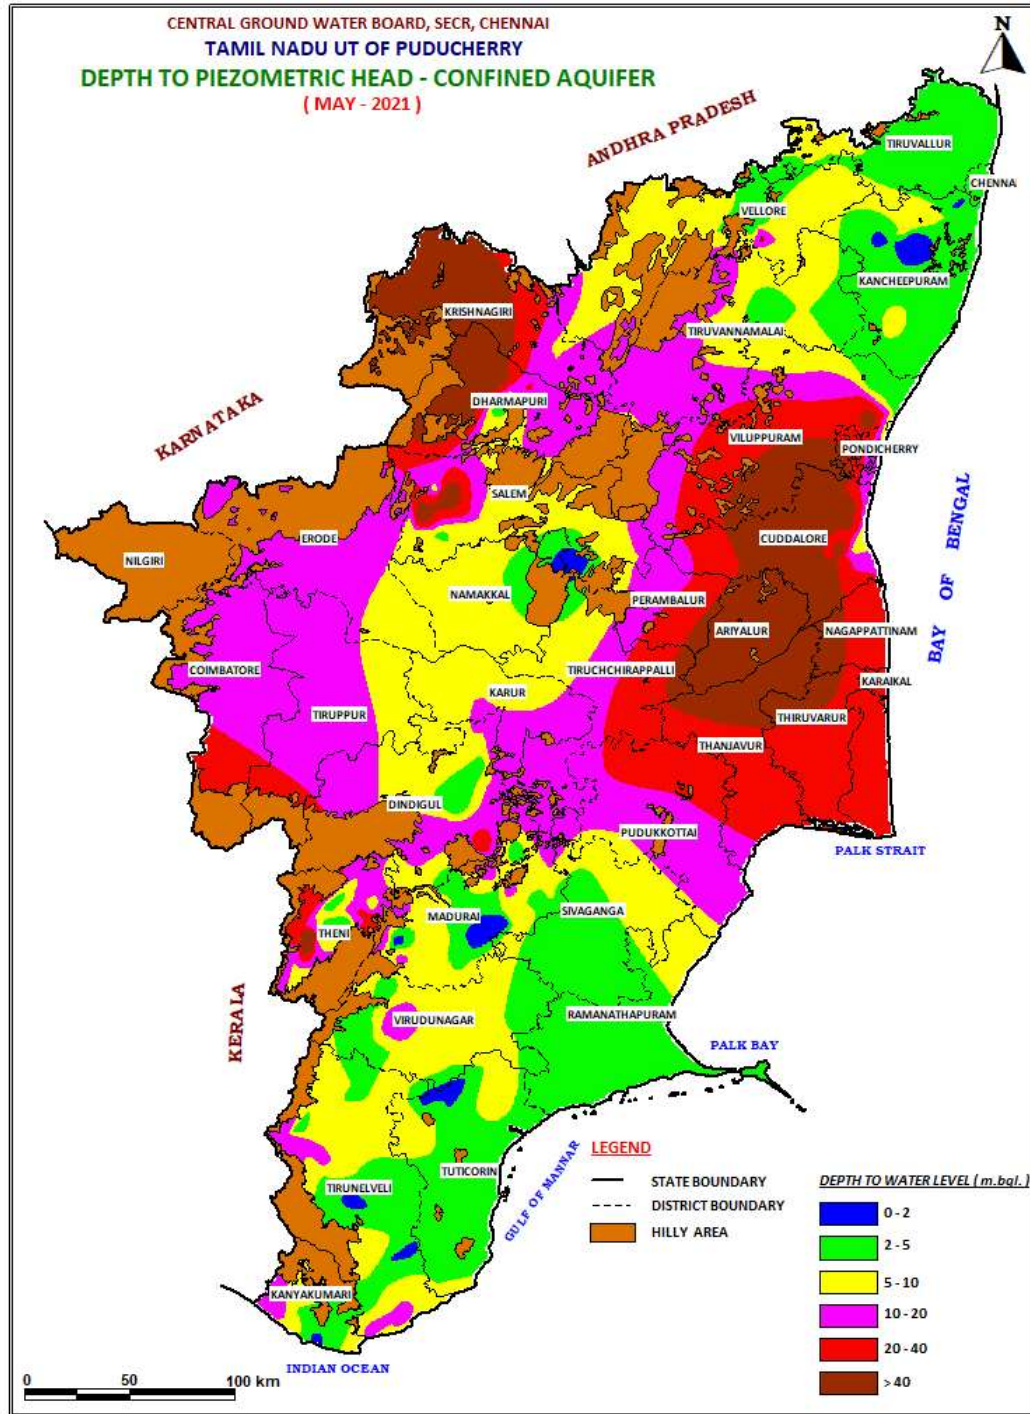 CENTRAL GROUND WATER BOARD, SECR, CHENNAI
TAMIL NADU UT OF PUDUCHERRY
DEPTH TO PIEZOMETRIC HEAD - CONFINED AQUIFER
( MAY - 2021 )
N
ANDHRA PRADESH
TIRUVALLUR
CHENNAI
VELLORE
KANCHEEPURAM
KRISHNAGIRI
TIRUVANNAMALAI
DHARMAPURI
KARNATAKA
VILUPPURAM
PONDICHERRY
SALEM
BAY OF BENGAL
ERODE
CUDDALORE
NILGIRI
NAMAKKAL
PERAMBALUR
ARIYALUR
NAGAPPATTINAM
COIMBATORE
TIRUCHCHIRAPPALLI
KARAIKAL
KARUR
TIRUPPUR
THIRUVARUR
THANJAVUR
DINDIGUL
PUDUKKOTTAI
PALK STRAIT
MADURAI
SIVAGANGA
THENI
KERALA
VIRUDUNAGAR
RAMANATHAPURAM
PALK BAY
GULF OF MANNAR
TUTICORIN
TIRUNELVELI
KANYAKUMARI
INDIAN OCEAN
LEGEND
STATE BOUNDARY
DISTRICT BOUNDARY
HILLY AREA
DEPTH TO WATER LEVEL ( m.bgl. )
0 - 2
2 - 5
5 - 10
10 - 20
20 - 40
> 40
0 50 100 km